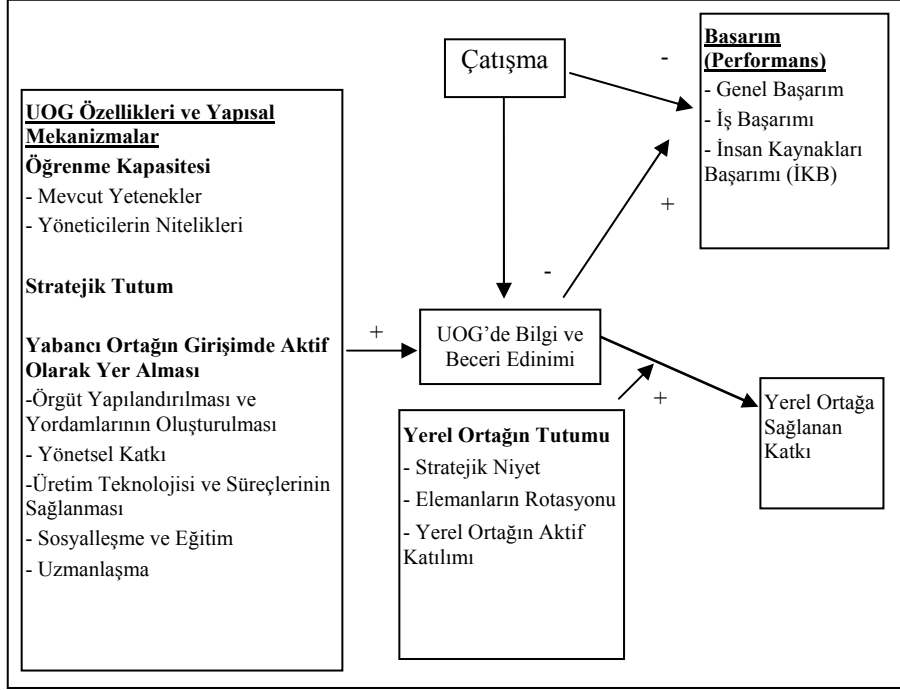 UOG Özellikleri ve Yapısal
Mekanizmalar
Öğrenme Kapasitesi
- Mevcut Yetenekler
- Yöneticilerin Nitelikleri
Stratejik Tutum
Yabancı Ortağın Girişimde Aktif
Olarak Yer Alması
-Örgüt Yapılandırılması ve
Yordamlarının Oluşturulması
- Yönetsel Katkı
-Üretim Teknolojisi ve Süreçlerinin
Sağlanması
- Sosyalleşme ve Eğitim
- Uzmanlaşma
+
Çatışma
-
-
UOG’de Bilgi ve
Beceri Edinimi
Yerel Ortağın Tutumu
- Stratejik Niyet
- Elemanların Rotasyonu
- Yerel Ortağın Aktif
Katılımı
Başarım
(Performans)
- Genel Başarım
- İş Başarımı
- İnsan Kaynakları
Başarımı (İKB)
+
+
Yerel Ortağa
Sağlanan
Katkı